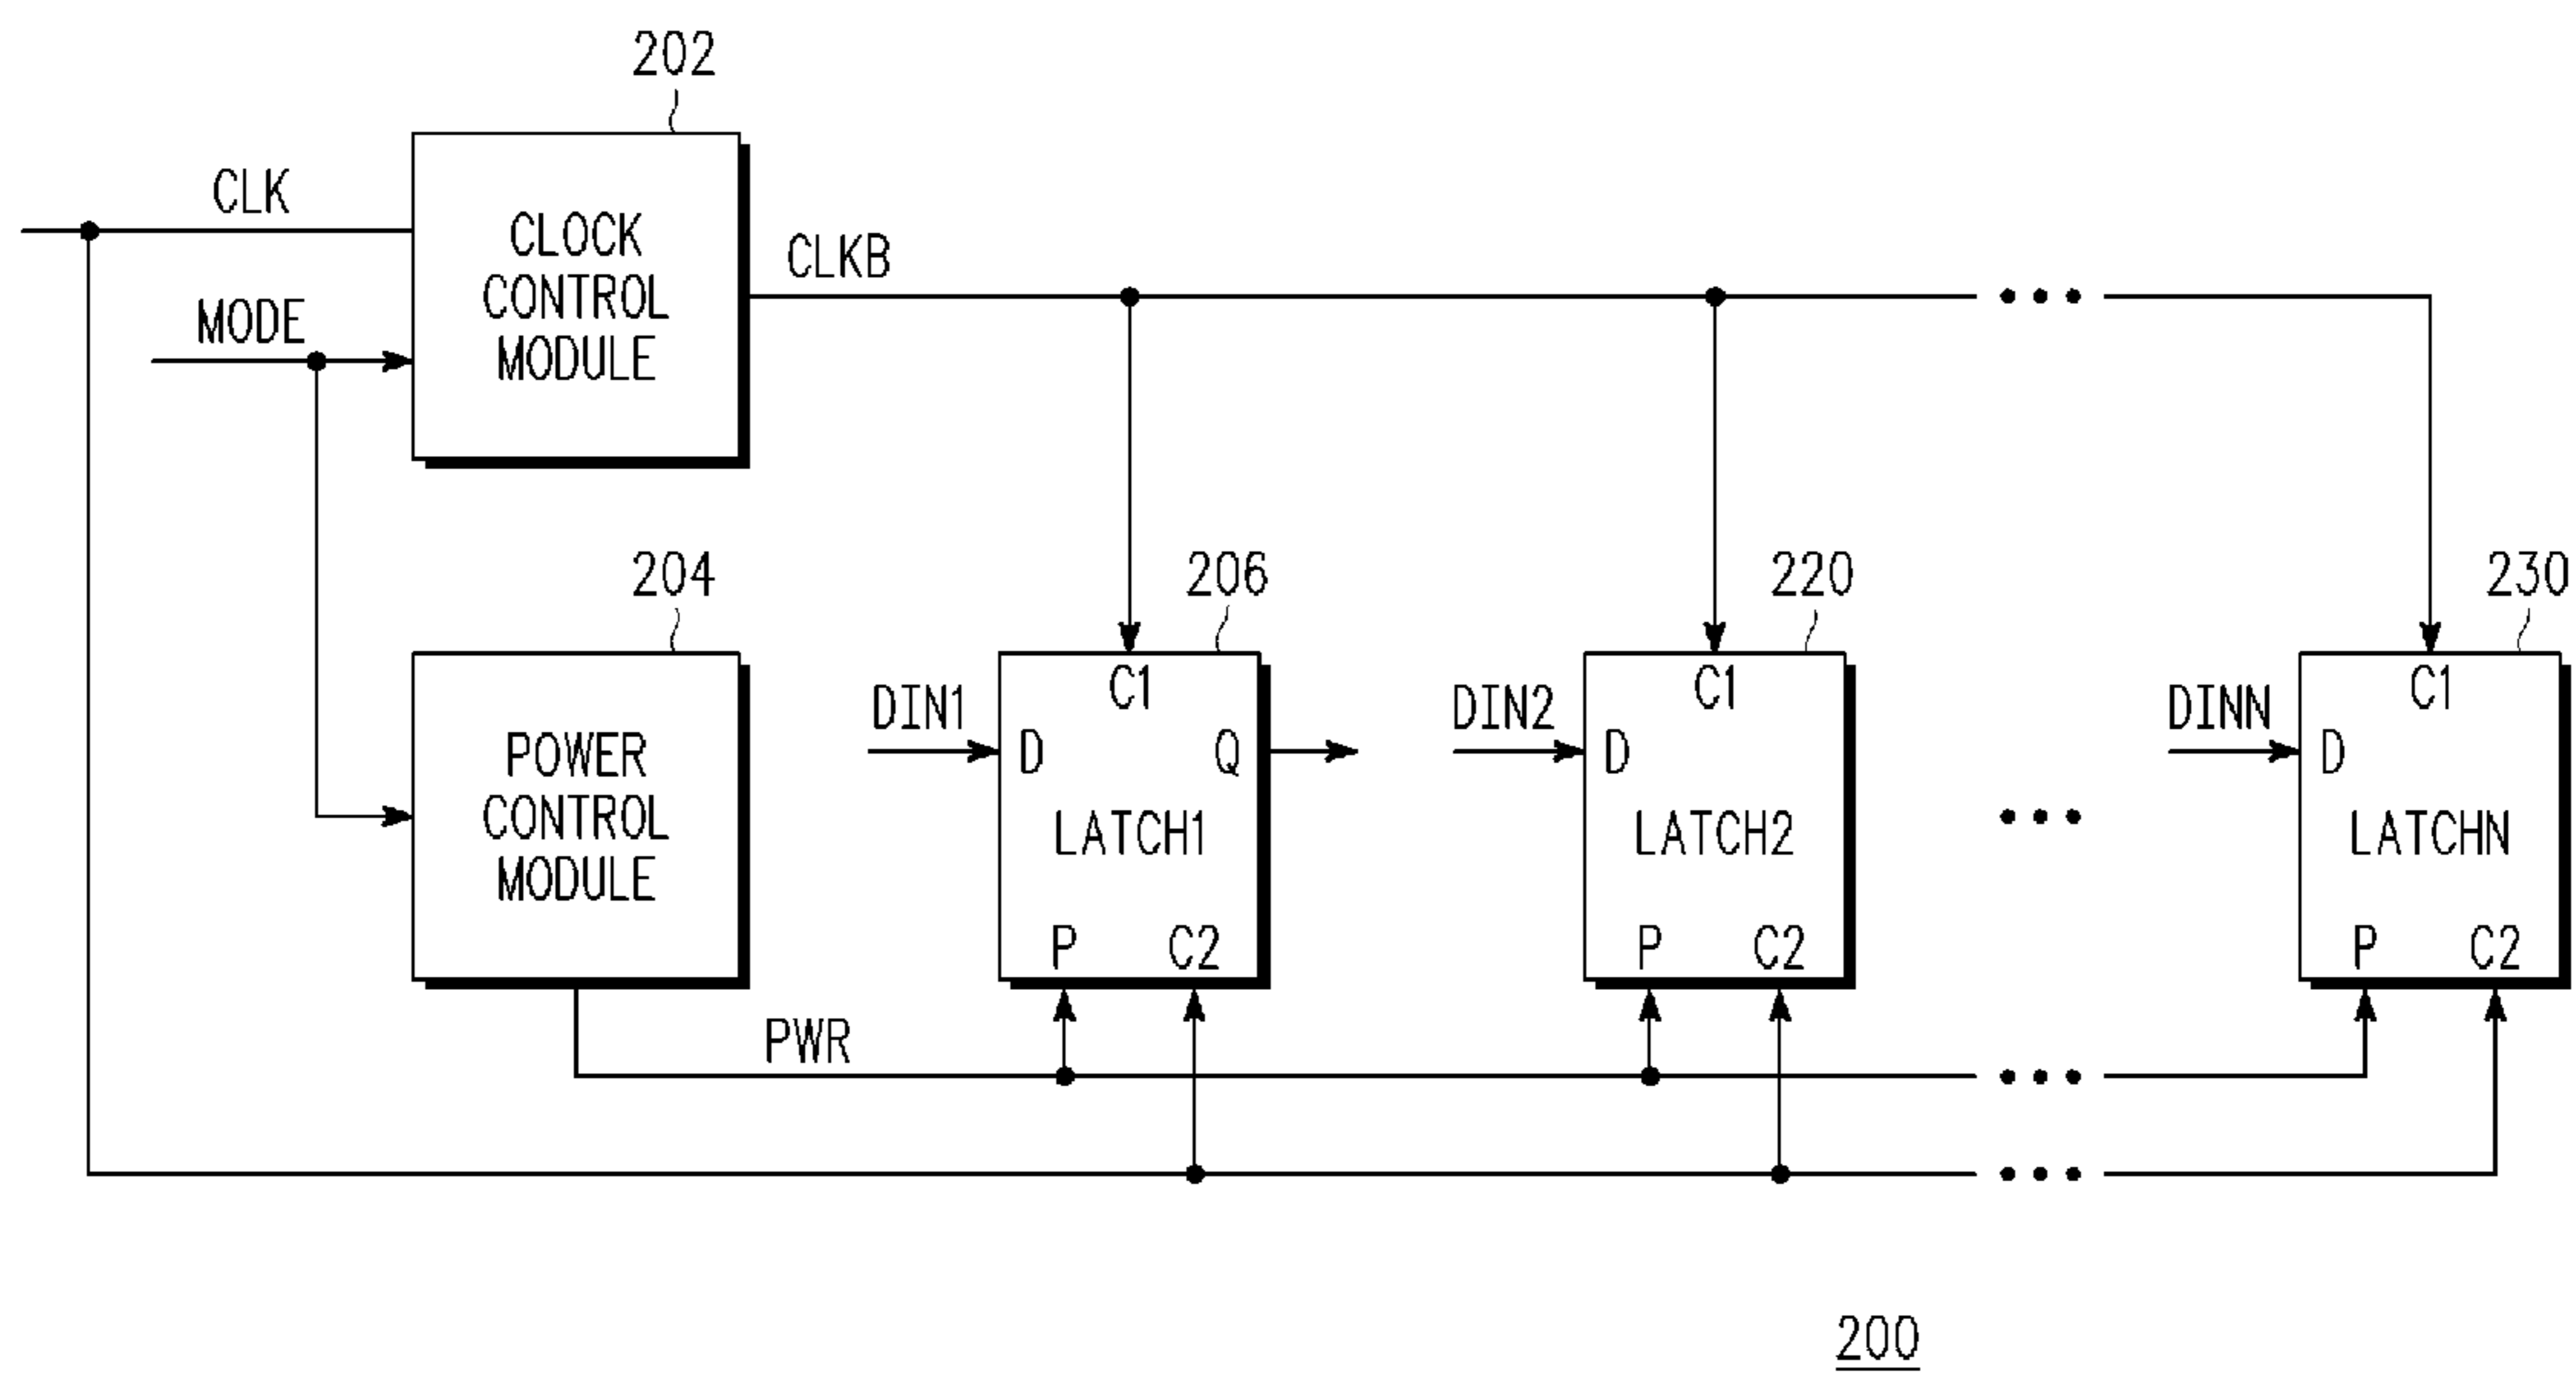 202
CLK
CLOCK
CONTROL
MODULE
CLKB
MODE
204
206
220
230
POWER
CONTROL
MODULE
DIN1
C1
D
Q
LATCH1
P
C2
DIN2
C1
D
LATCH2
P
C2
DINN
C1
D
LATCHN
P
C2
PWR
200